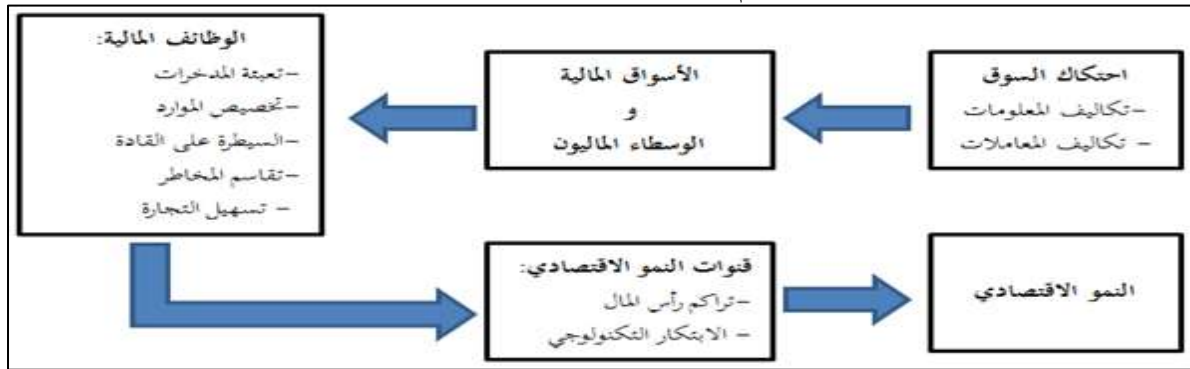 احتكاك السوق
-تكاليف المعلومات
- تكاليف المعاملات
الأسواق المالية
و
الوسطاء الماليون
الوظائف المالية:
-تعبئة المدخرات
-تخصيص الموارد
-السيطرة على القادة
-تقاسم المخاطر
- تسهيل التجارة
قنوات النمو الاقتصادي:
-تراكم رأس المال
- الابتكار التكنولوجي
النمو الاقتصادي